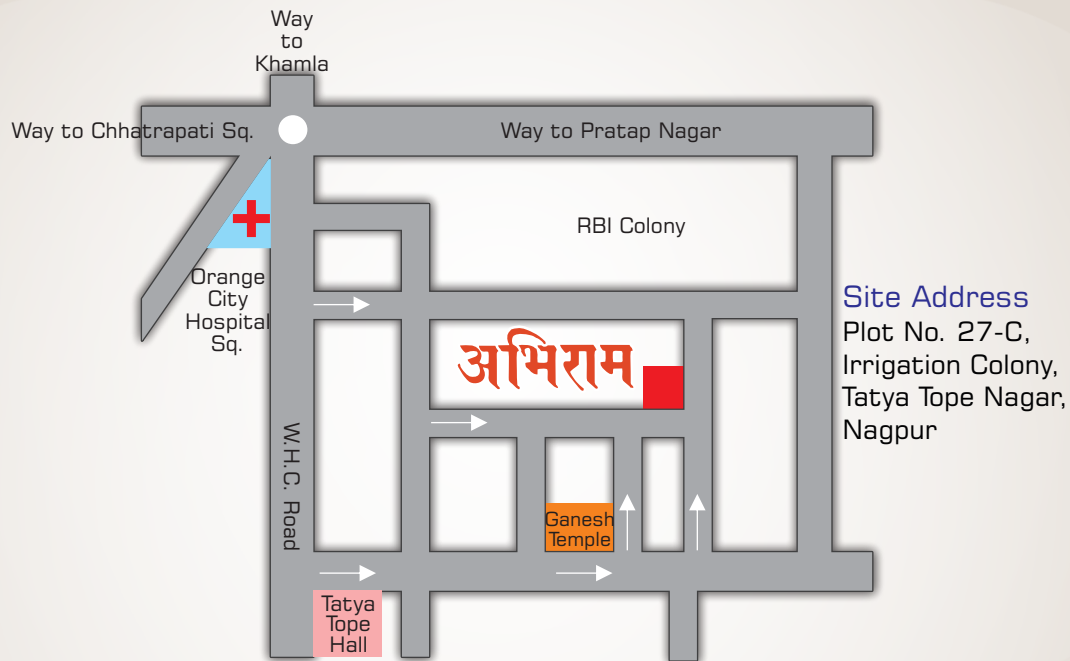 Way
to
Khamla
Way to Chhatrapati Sq.
Way to Pratap Nagar
RBI Colony
Orange
City
Hospital
Sq.
अभिराम
Site Address
Plot No. 27-C,
Irrigation Colony,
Tatya Tope Nagar,
Nagpur
W.H.C. Road
Ganesh
Temple
Tatya
Tope
Hall